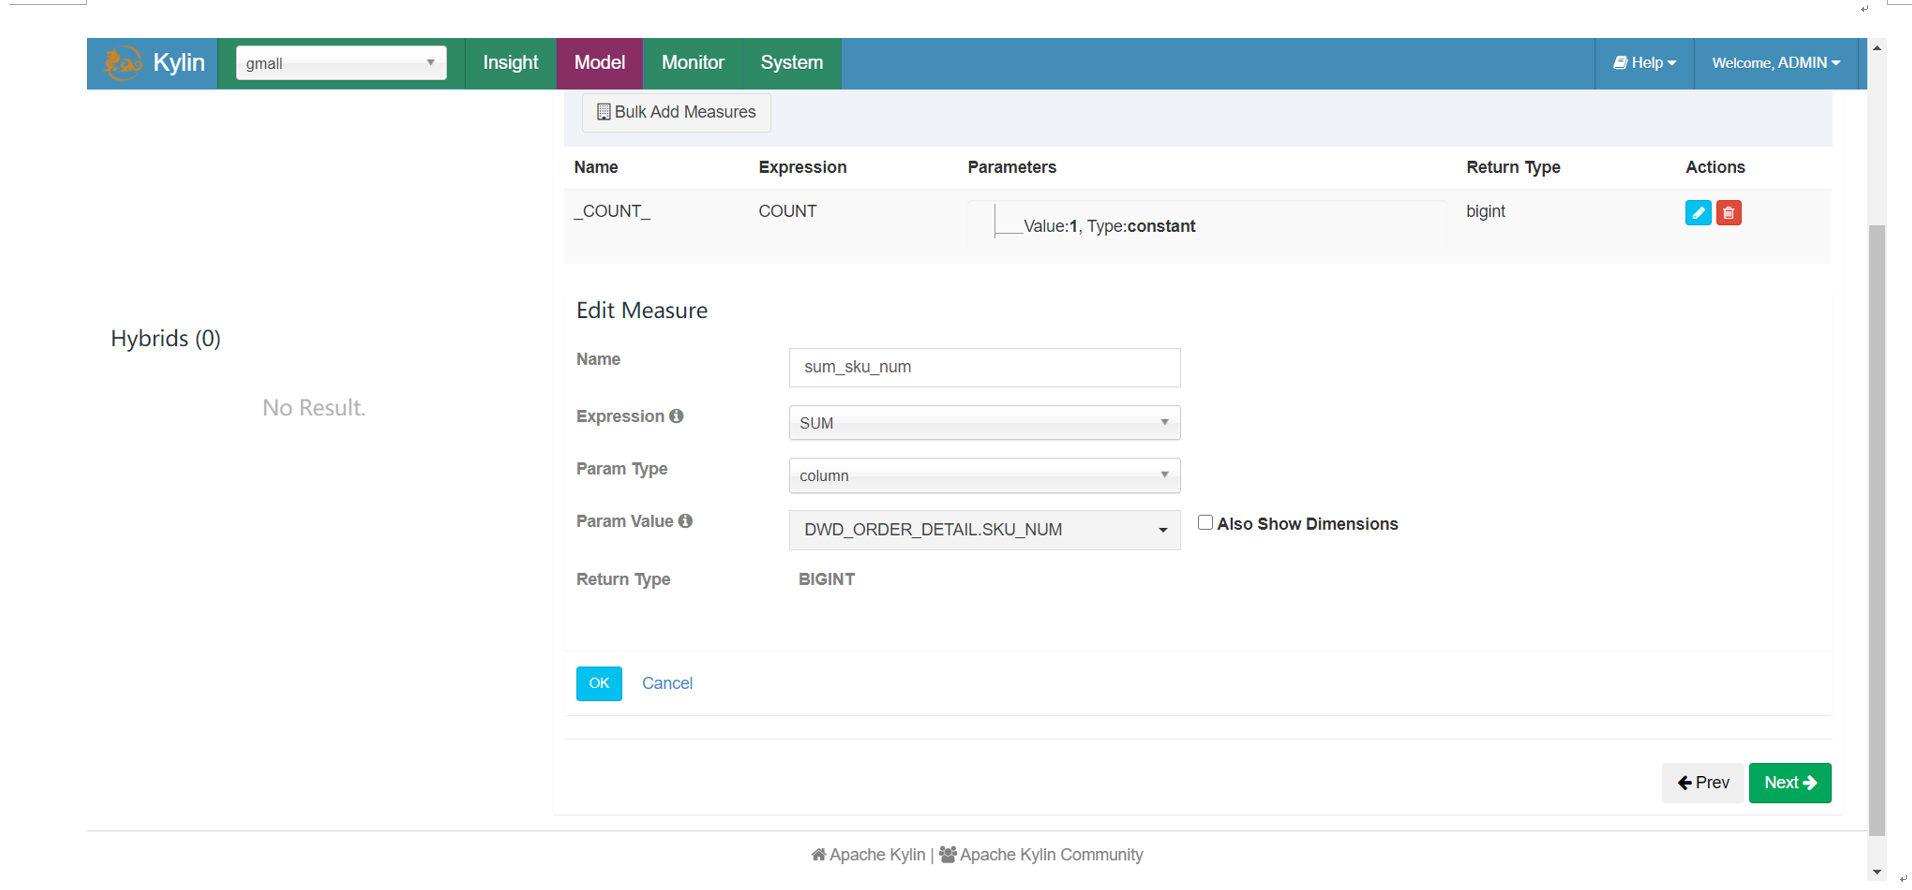 Kylin
gmall
Insight
Model
Monitor
System
Help
Welcome, ADMIN
Bulk Add Measures
Name Expression Parameters Return Type Actions
_COUNT_ COUNT Value:1, Type:constant bigint
Edit Measure
Hybrids (0)
Name sum_sku_num
No Result.
Expression SUM
Param Type column
Param Value DWD_ORDER_DETAIL.SKU_NUM Also Show Dimensions
Return Type BIGINT
OK Cancel
Prev Next
Apache Kylin | Apache Kylin Community